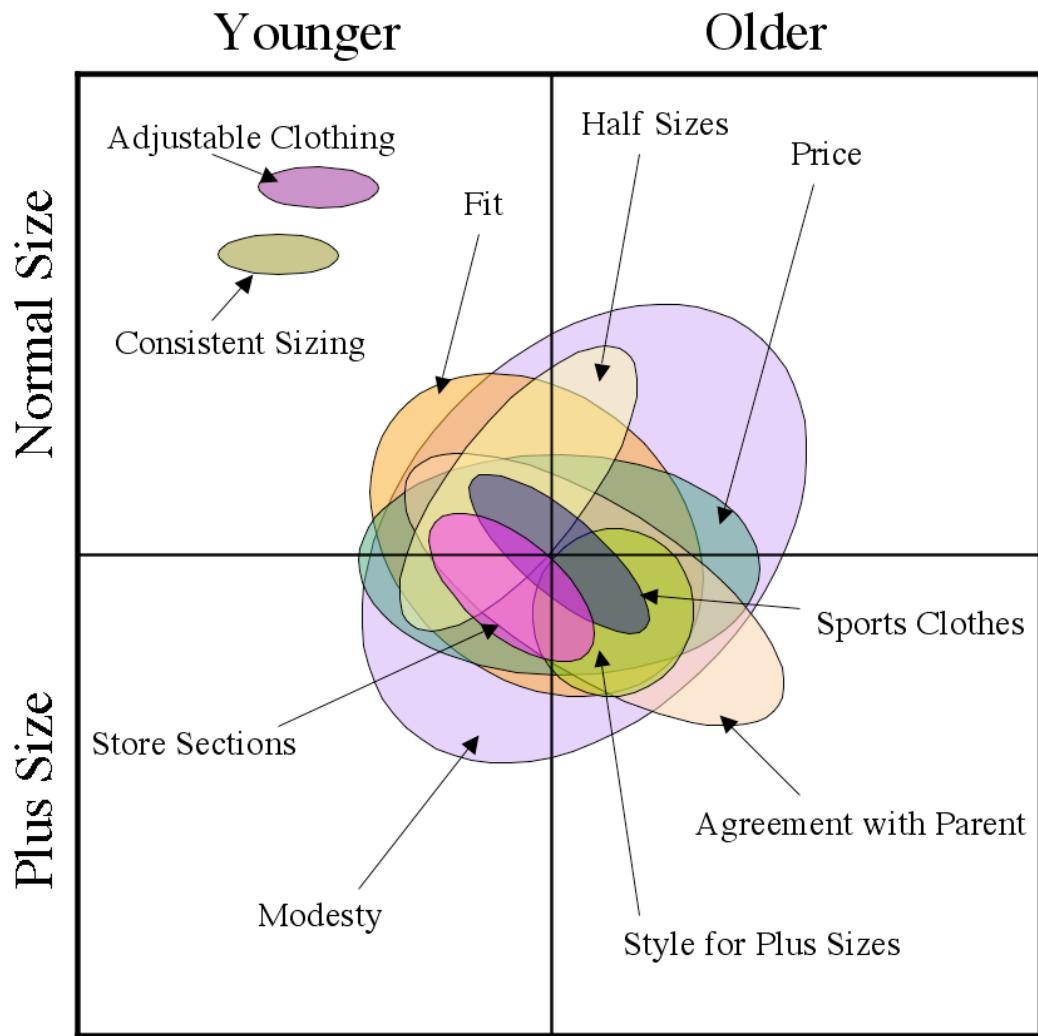 Younger
Older
Normal Size
Plus Size
Adjustable Clothing
Half Sizes
Price
Fit
Consistent Sizing
Sports Clothes
Store Sections
Agreement with Parent
Modesty
Style for Plus Sizes